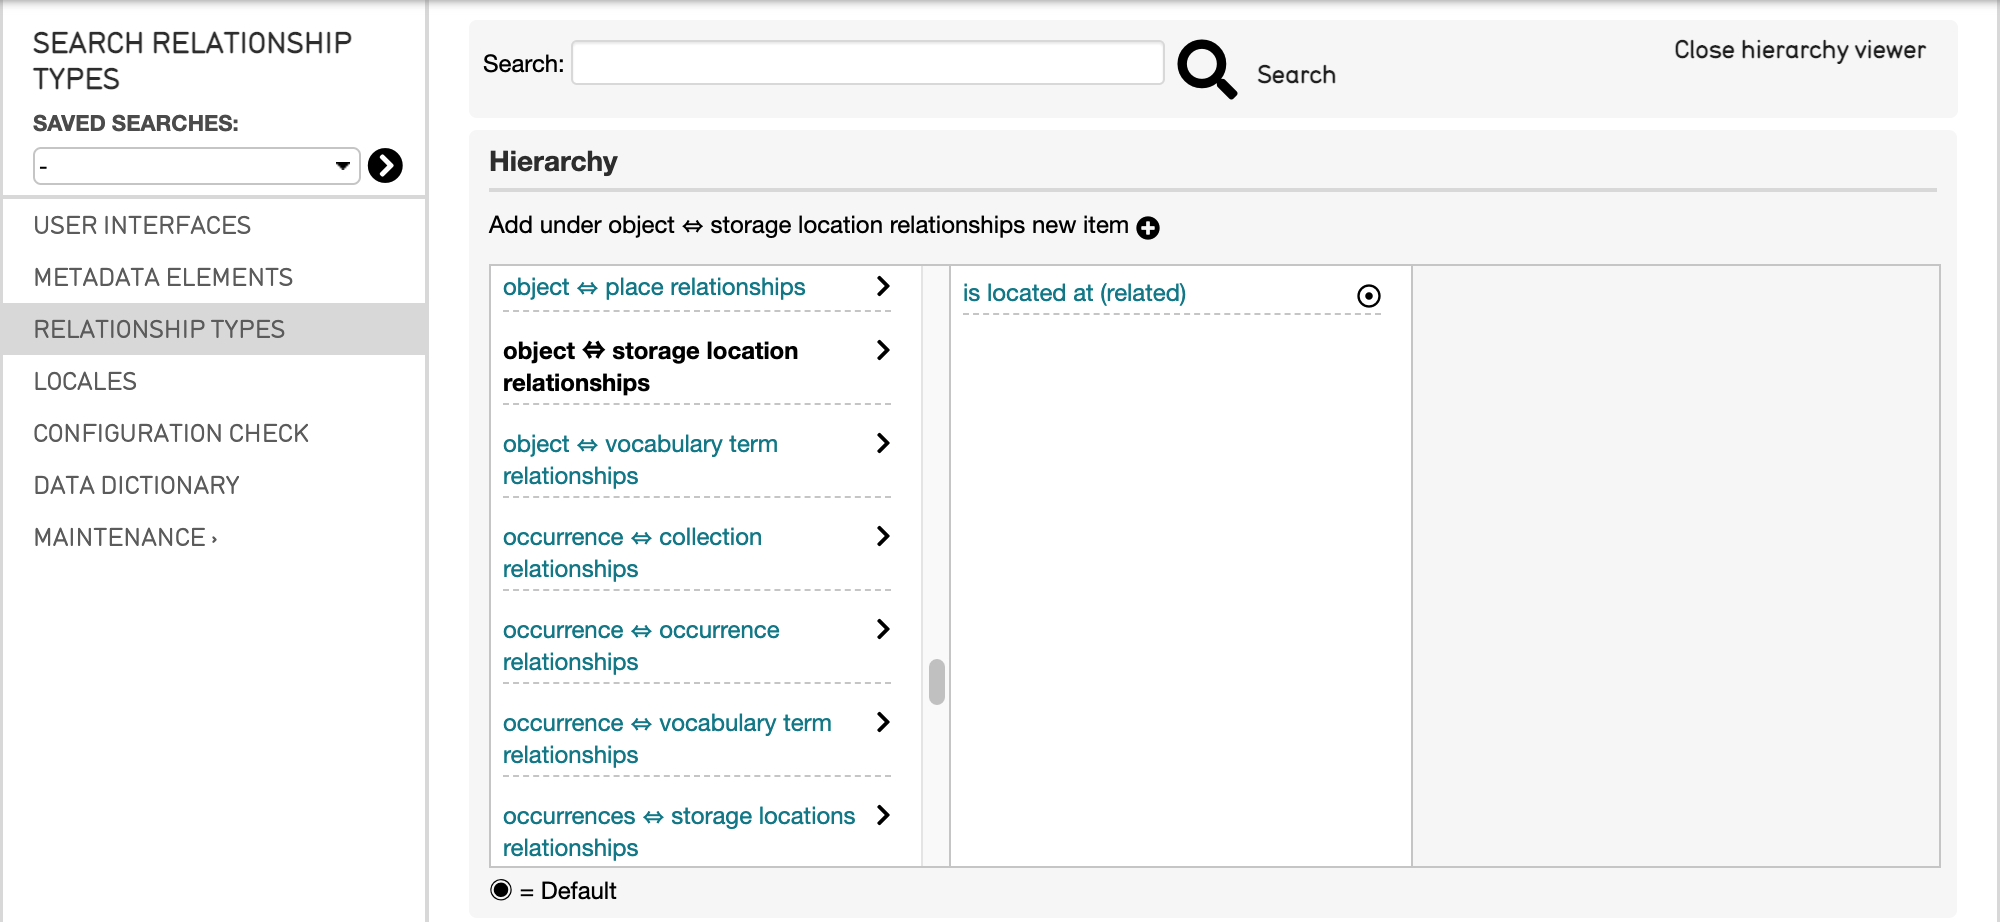 SEARCH RELATIONSHIP
TYPES
SAVED SEARCHES:
-
USER INTERFACES
METADATA ELEMENTS
RELATIONSHIP TYPES
LOCALES
CONFIGURATION CHECK
DATA DICTIONARY
MAINTENANCE ›
Search:
Search
Close hierarchy viewer
Hierarchy
Add under object ⇔ storage location relationships new item
object ⇔ place relationships
object ⇔ storage location
relationships
object ⇔ vocabulary term
relationships
occurrence ⇔ collection
relationships
occurrence ⇔ occurrence
relationships
occurrence ⇔ vocabulary term
relationships
occurrences ⇔ storage locations
relationships
is located at (related)
= Default